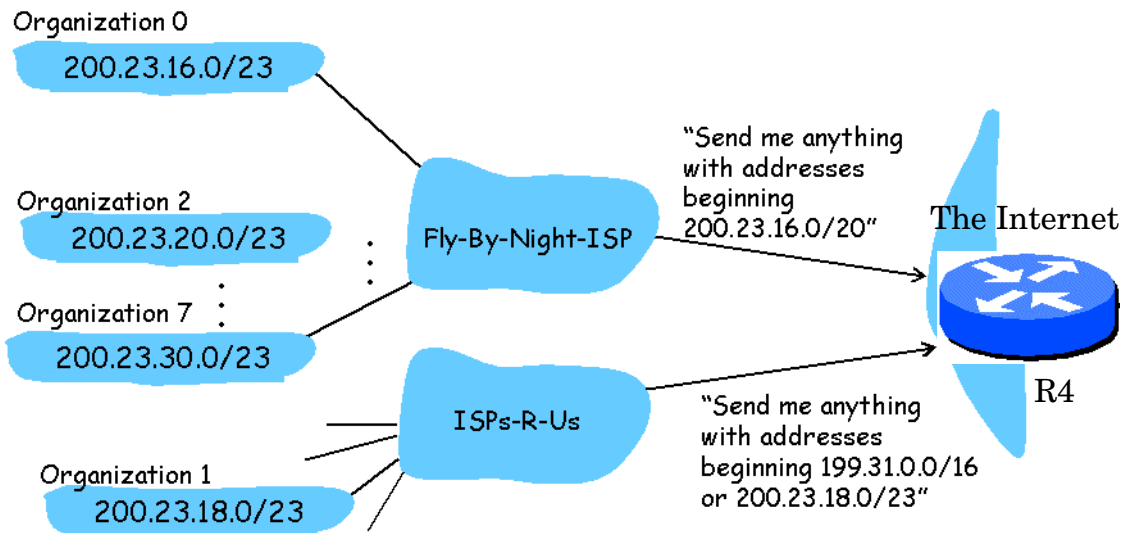 Organization 0
200.23.16.0/23
Organization 2
200.23.20.0/23
Organization 7
200.23.30.0/23
Organization 1
200.23.18.0/23
Fly-By-Night-ISP
ISPs-R-Us
“Send me anything
with addresses
beginning
200.23.16.0/20”
“Send me anything
with addresses
beginning 199.31.0.0/16
or 200.23.18.0/23”
The Internet
R4